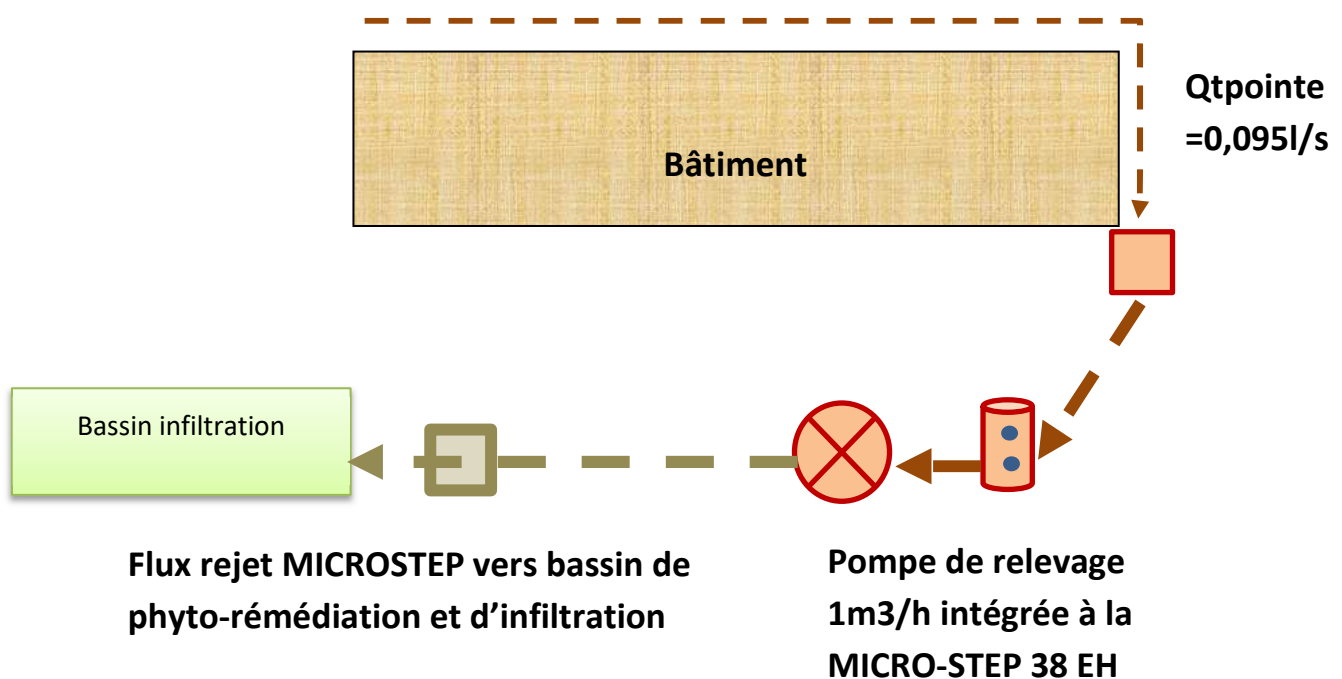 Qtpointe
=0,095l/s
Bâtiment
Bassin infiltration
Flux rejet MICROSTEP vers bassin de
phyto-rémédiation et d’infiltration
Pompe de relevage
1m3/h intégrée à la
MICRO-STEP 38 EH